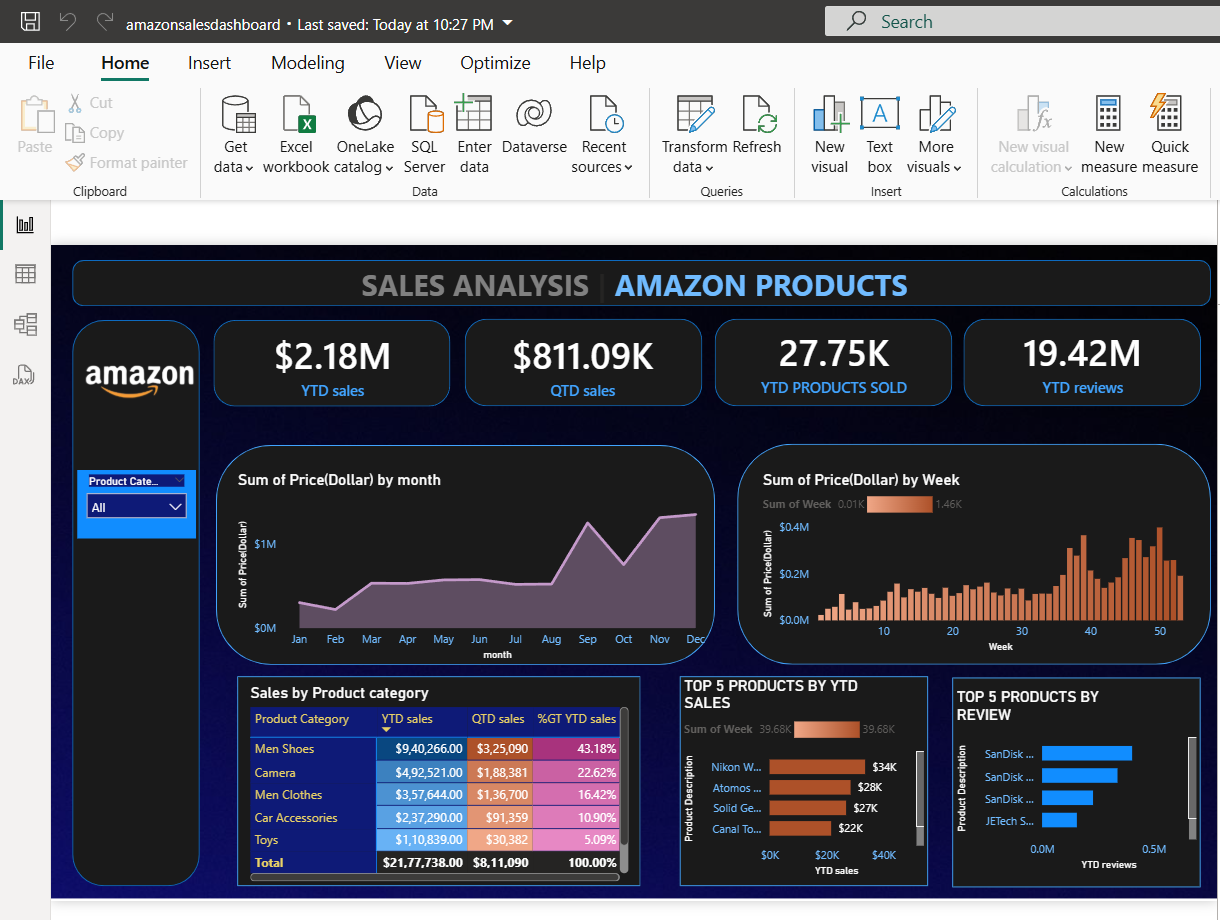 amazonsalesdashboard • Last saved: Today at 10:27 PM
Search
File Home Insert Modeling View Optimize Help
Paste
Cut
Copy
Format painter
Clipboard
Get data
Excel workbook
OneLake catalog
SQL Server
Enter data
Dataverse
Recent sources
Data
Transform data
Refresh
Queries
New visual
Text box
More visuals
Insert
New visual calculation
New measure
Quick measure
Calculations
DAX
SALES ANALYSIS | AMAZON PRODUCTS
amazon
$2.18M
YTD sales
$811.09K
QTD sales
27.75K
YTD PRODUCTS SOLD
19.42M
YTD reviews
Product Cate...
All
Sum of Price(Dollar) by month
Sum of Price(Dollar)
$1M
$0M
Jan Feb Mar Apr May Jun Jul Aug Sep Oct Nov Dec
month
Sum of Price(Dollar) by Week
Sum of Week 0.01K 1.46K
Sum of Price(Dollar)
$0.4M
$0.2M
$0.0M
10 20 30 40 50
Week
Sales by Product category
Product Category YTD sales QTD sales %GT YTD sales
Men Shoes $9,40,266.00 $3,25,090 43.18%
Camera $4,92,521.00 $1,88,381 22.62%
Men Clothes $3,57,644.00 $1,36,700 16.42%
Car Accessories $2,37,290.00 $91,359 10.90%
Toys $1,10,839.00 $30,382 5.09%
Total $21,77,738.00 $8,11,090 100.00%
TOP 5 PRODUCTS BY YTD
SALES
Sum of Week 39.68K 39.68K
Product Description
Nikon W... $34K
Atomos ... $28K
Solid Ge... $27K
Canal To... $22K
$0K $20K $40K
YTD sales
TOP 5 PRODUCTS BY
REVIEW
Product Description
SanDisk ...
SanDisk ...
SanDisk ...
JETech S...
0.0M 0.5M
YTD reviews